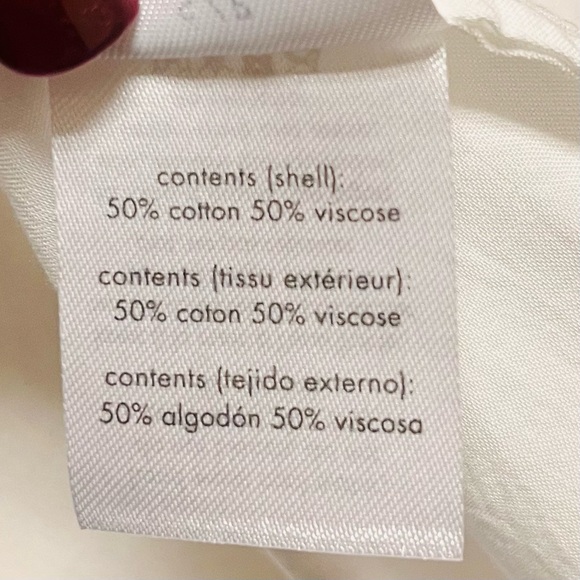 contents (shell):
50% cotton 50% viscose
contents (tissu extérieur):
50% coton 50% viscose
contents (tejido externo):
50% algodón 50% viscosa